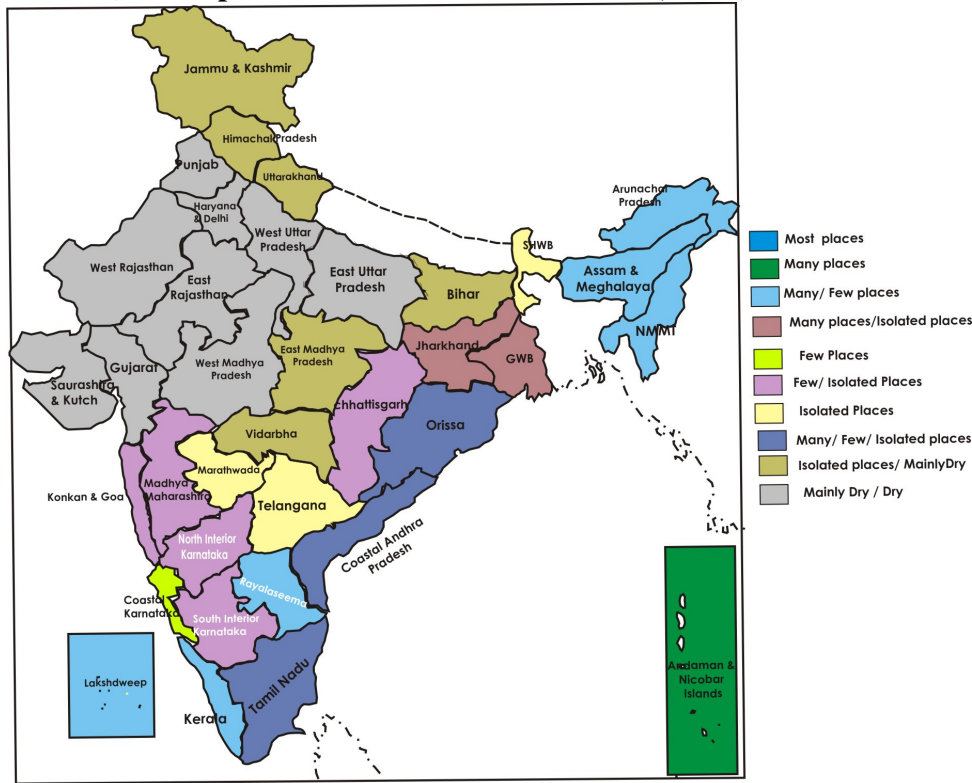 Jammu & Kashmir
Himachal Pradesh
Punjab
Uttarakhand
Haryana
& Delhi
West Uttar
Pradesh
Arunachal
Pradesh
West Rajasthan
East
Rajasthan
East Uttar
Pradesh
Bihar
SHWB
Assam &
Meghalaya
NMMT
Saurashtra
& Kutch
Gujarat
West Madhya
Pradesh
East Madhya
Pradesh
Jharkhand
GWB
Chhattisgarh
Orissa
Vidarbha
Marathwada
Madhya
Maharashtra
Konkan & Goa
Telangana
North Interior
Karnataka
Coastal Andhra
Pradesh
Rayalaseema
Coastal
Karnataka
South Interior
Karnataka
Lakshdweep
Kerala
Tamil Nadu
Andaman &
Nicobar
Islands
Most places
Many places
Many/ Few places
Many places/Isolated places
Few Places
Few/ Isolated Places
Isolated Places
Many/ Few/ Isolated places
Isolated places/ MainlyDry
Mainly Dry / Dry